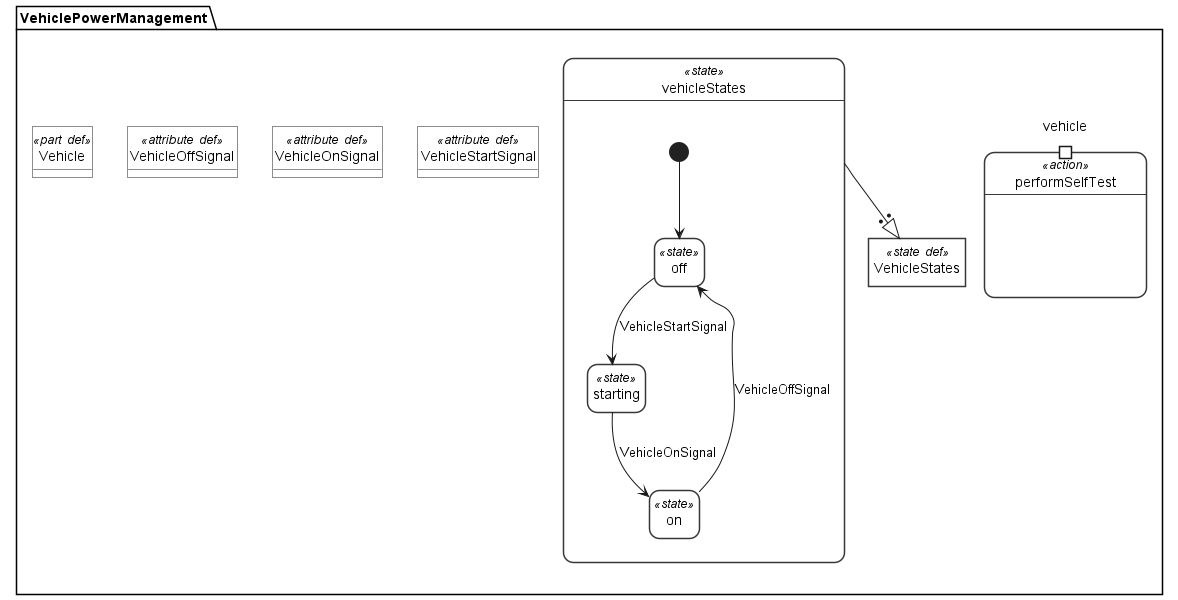 VehiclePowerManagement
«part def»
Vehicle
«attribute def»
VehicleOffSignal
«attribute def»
VehicleOnSignal
«attribute def»
VehicleStartSignal
«state»
vehicleStates
«state»
off
VehicleStartSignal
«state»
starting
VehicleOffSignal
VehicleOnSignal
«state»
on
«state def»
VehicleStates
vehicle
«action»
performSelfTest